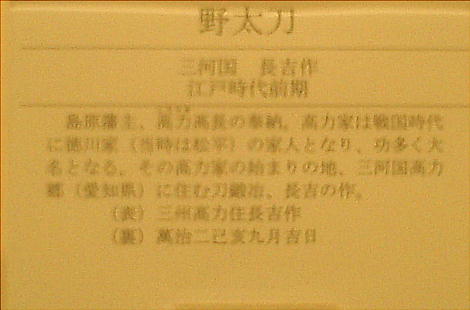 野太刀
三河国 長吉作
江戸時代前期
島原藩主、高力高長の奉納。高力家は戦国時代
に徳川家（当時は松平）の家人となり、功多く大
名となる。その高力家の始まりの地、三河国高力
郷（愛知県）に住む刀鍛冶、長吉の作。
（表）三州高力住長吉作
（裏）萬治二己亥九月吉日